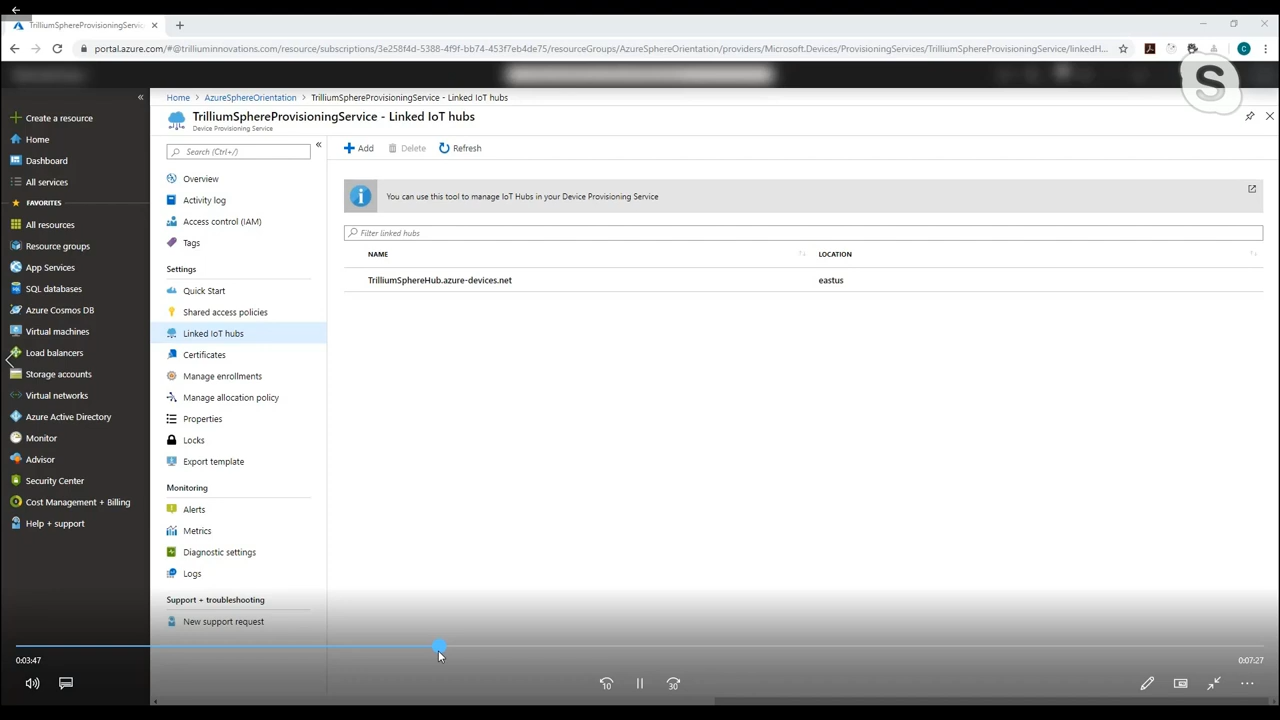 TrilliumSphereProvisioningServic
portal.azure.com/#@trilliuminnovations.com/resource/subscriptions/3e258f4d-5388-4f9f-bb74-453f7eb4de75/resourceGroups/AzureSphereOrientation/providers/Microsoft.Devices/ProvisioningServices/TrilliumSphereProvisioningService/linkedH...
C
S
Home > AzureSphereOrientation > TrilliumSphereProvisioningService - Linked IoT hubs
TrilliumSphereProvisioningService - Linked IoT hubs
Device Provisioning Service
Create a resource
Home
Dashboard
All services
FAVORITES
All resources
Resource groups
App Services
SQL databases
Azure Cosmos DB
Virtual machines
Load balancers
Storage accounts
Virtual networks
Azure Active Directory
Monitor
Advisor
Security Center
Cost Management + Billing
Help + support
Search (Ctrl+/)
Overview
Activity log
Access control (IAM)
Tags
Settings
Quick Start
Shared access policies
Linked IoT hubs
Certificates
Manage enrollments
Manage allocation policy
Properties
Locks
Export template
Monitoring
Alerts
Metrics
Diagnostic settings
Logs
Support + troubleshooting
New support request
Add Delete Refresh
You can use this tool to manage IoT Hubs in your Device Provisioning Service
Filter linked hubs
NAME LOCATION
TrilliumSphereHub.azure-devices.net eastus
0:03:47 0:07:27
10 30